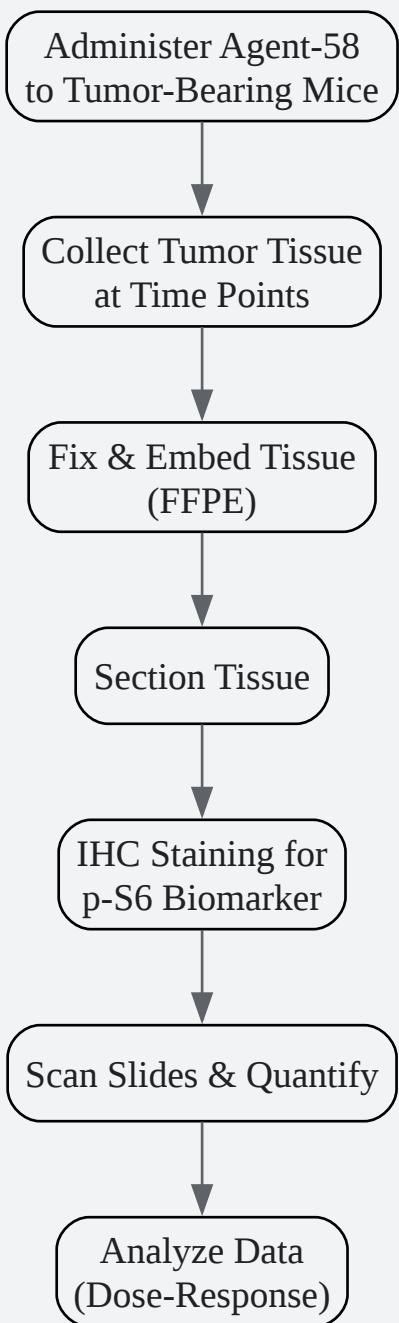 Administer Agent-58
to Tumor-Bearing Mice
Collect Tumor Tissue
at Time Points
Fix & Embed Tissue
(FFPE)
Section Tissue
IHC Staining for
p-S6 Biomarker
Scan Slides & Quantify
Analyze Data
(Dose-Response)